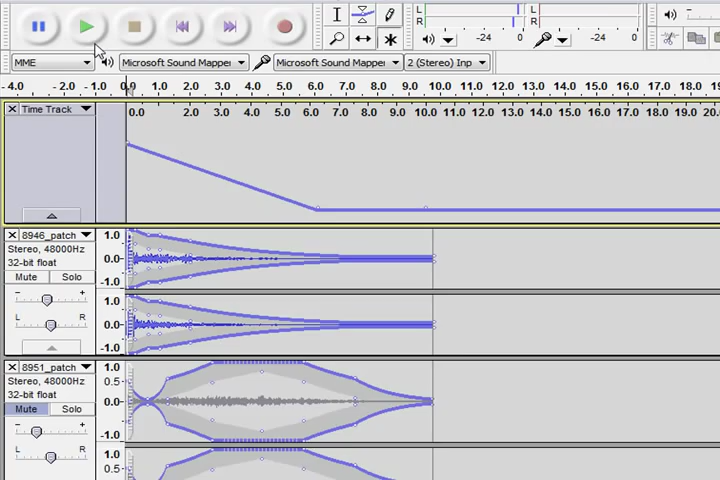 L
R
-24
0
L
R
-24
0
MME
Microsoft Sound Mapper
Microsoft Sound Mapper
2 (Stereo) Inp
- 4.0
- 2.0
- 1.0
0.0
1.0
2.0
3.0
4.0
5.0
6.0
7.0
8.0
9.0
10.0
11.0
12.0
13.0
14.0
15.0
16.0
17.0
18.0
Time Track
0.0
1.0
2.0
3.0
4.0
5.0
6.0
7.0
8.0
9.0
10.0
11.0
12.0
13.0
14.0
15.0
16.0
17.0
18.0
19.0
8946_patch
Stereo, 48000Hz
32-bit float
Mute
Solo
- +
L R
1.0
0.0
-1.0
1.0
0.0
-1.0
8951_patch
Stereo, 48000Hz
32-bit float
Mute
Solo
- +
L R
1.0
0.5
0.0
-1.0
1.0
0.5